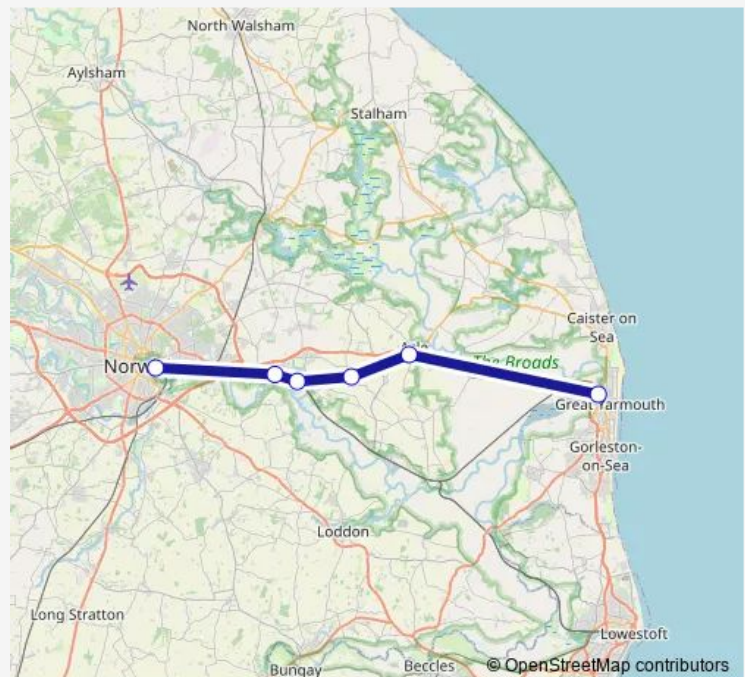 North Walsham
Aylsham
Stalham
Caister on
Sea
The Broads
Great Yarmouth
Gorleston-
on-Sea
Loddon
Long Stratton
Lowestoft
Bungay
Beccles
© OpenStreetMap contributors